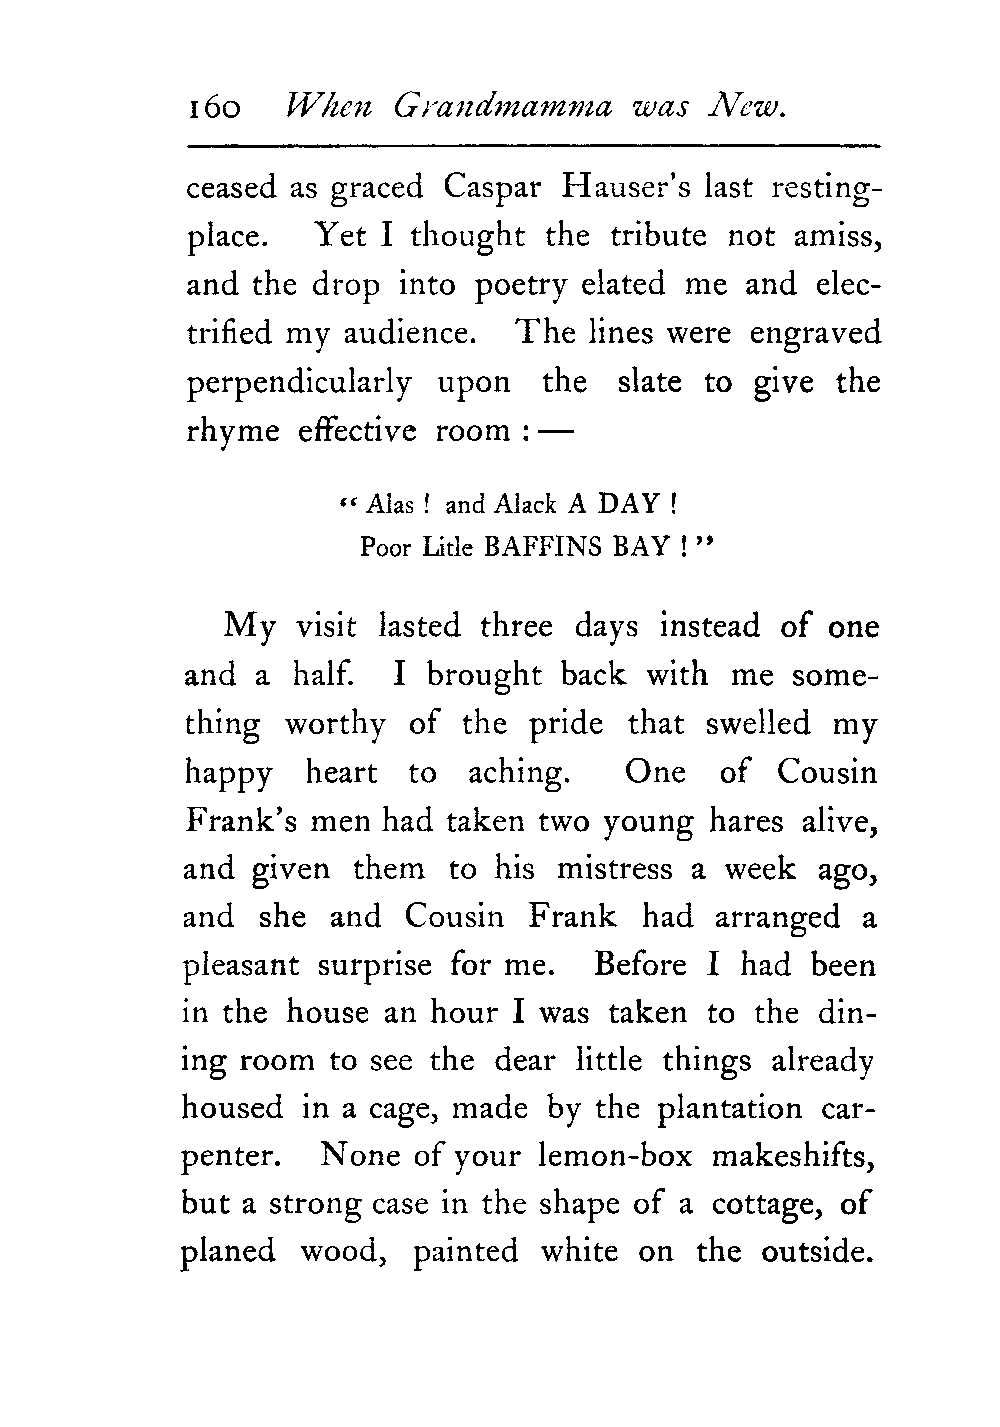 160 When Grandmamma was New.
ceased as graced Caspar Hauser's last resting-
place. Yet I thought the tribute not amiss,
and the drop into poetry elated me and elec-
trified my audience. The lines were engraved
perpendicularly upon the slate to give the
rhyme effective room : —
“ Alas ! and Alack A DAY !
Poor Litle BAFFINS BAY ! ”
My visit lasted three days instead of one
and a half. I brought back with me some-
thing worthy of the pride that swelled my
happy heart to aching. One of Cousin
Frank's men had taken two young hares alive,
and given them to his mistress a week ago,
and she and Cousin Frank had arranged a
pleasant surprise for me. Before I had been
in the house an hour I was taken to the din-
ing room to see the dear little things already
housed in a cage, made by the plantation car-
penter. None of your lemon-box makeshifts,
but a strong case in the shape of a cottage, of
planed wood, painted white on the outside.